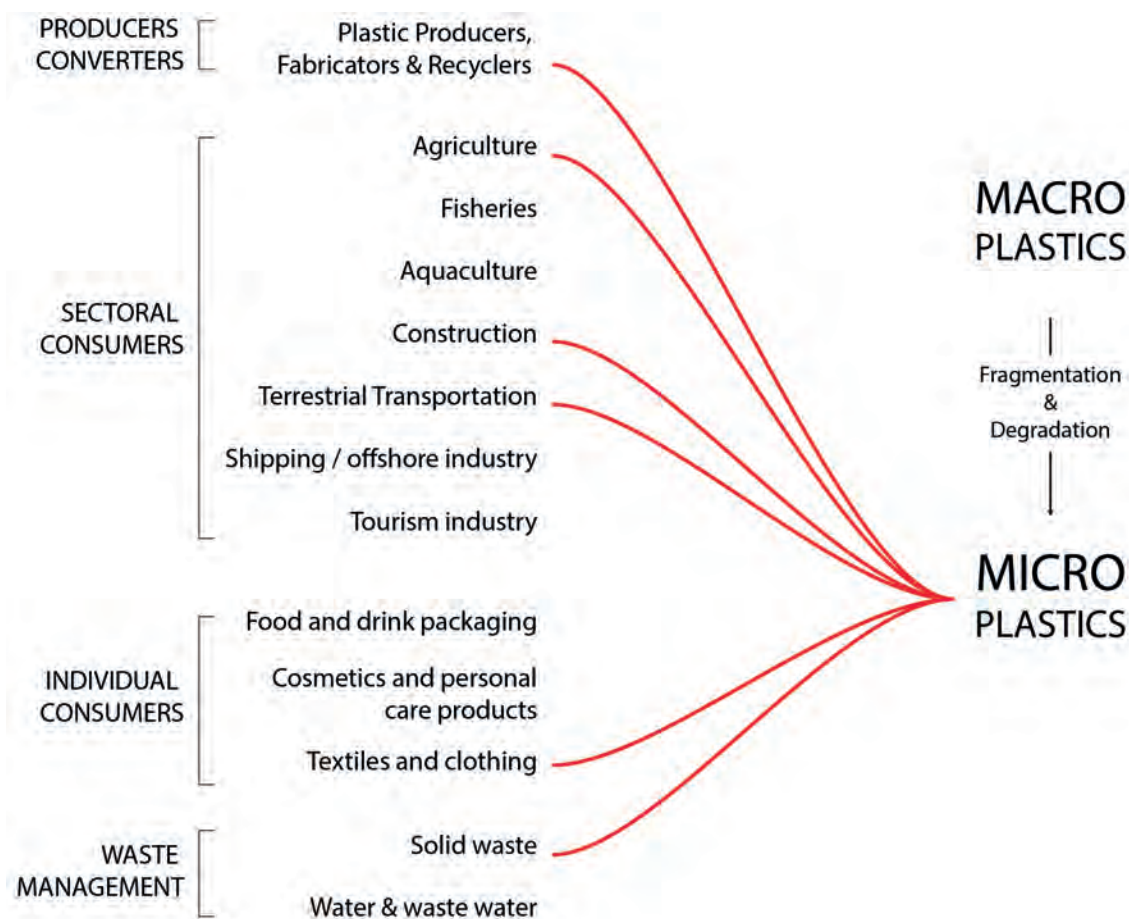 PRODUCERS
CONVERTERS
Plastic Producers,
Fabricators & Recyclers
SECTORAL
CONSUMERS
Agriculture
Fisheries
Aquaculture
Construction
Terrestrial Transportation
Shipping / offshore industry
Tourism industry
INDIVIDUAL
CONSUMERS
Food and drink packaging
Cosmetics and personal
care products
Textiles and clothing
WASTE
MANAGEMENT
Solid waste
Water & waste water
MACRO
PLASTICS
Fragmentation
&
Degradation
MICRO
PLASTICS